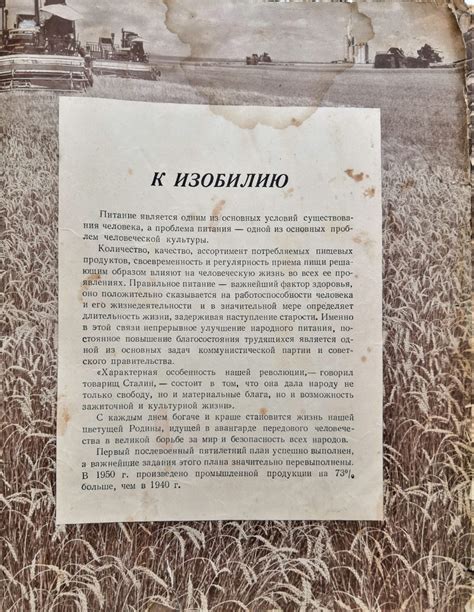 К ИЗОБИЛИЮ
Питание является одним из основных условий существова-
ния человека, а проблема питания — одной из основных проб-
лем человеческой культуры.
Количество, качество, ассортимент потребляемых пищевых
продуктов, своевременность и регулярность приема пищи реша-
ющим образом влияют на человеческую жизнь во всех ее про-
явлениях. Правильное питание — важнейший фактор здоровья,
оно положительно сказывается на работоспособности человека
и его жизнедеятельности и в значительной мере определяет
длительность жизни, задерживая наступление старости. Именно
в этой связи непрерывное улучшение народного питания, по-
стоянное повышение благосостояния трудящихся является од-
ной из основных задач коммунистической партии и совет-
ского правительства.
«Характерная особенность нашей революции,— говорил
товарищ Сталин,— состоит в том, что она дала народу не
только свободу, но и материальные блага, но и возможность
зажиточной и культурной жизни».
С каждым днем богаче и краше становится жизнь нашей
цветущей Родины, идущей в авангарде передового человече-
ства в великой борьбе за мир и безопасность всех народов.
Первый послевоенный пятилетний план успешно выполнен,
а важнейшие задания этого плана значительно перевыполнены.
В 1950 г. произведено промышленной продукции на 73%
больше, чем в 1940 г.